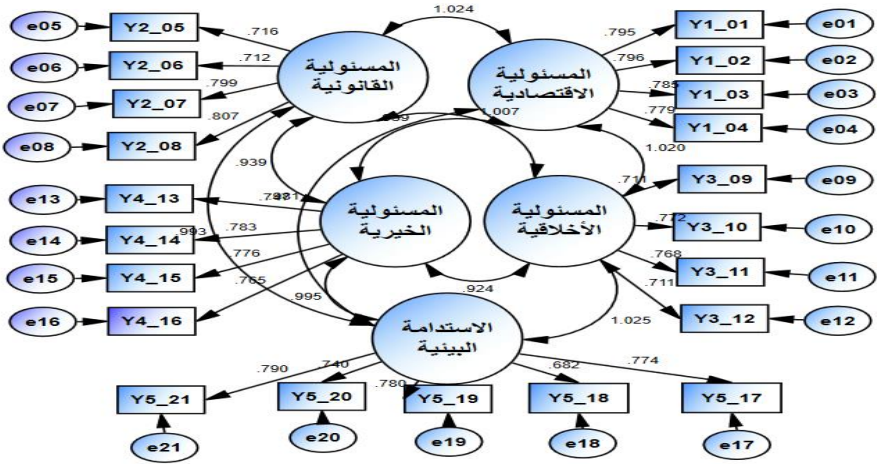 1.024
e05 Y2_05 .716
e06 Y2_06 .712
e07 Y2_07 .799
e08 Y2_08 .807
المسئولية
القانونية
المسئولية
الاقتصادية
.795 Y1_01 e01
.796 Y1_02 e02
.785 Y1_03 e03
.779 Y1_04 e04
1.007
.939
1.020
e13 Y4_13
e14 Y4_14 .783
e15 Y4_15 .776
e16 Y4_16 .765
.993
المسئولية
الخيرية
المسئولية
الأخلاقية
.711 Y3_09 e09
.772 Y3_10 e10
.768 Y3_11 e11
.711 Y3_12 e12
.995
.924
1.025
الاستدامة
البيئية
.790 .740 .780 .682 .774
Y5_21 Y5_20 Y5_19 Y5_18 Y5_17
e21 e20 e19 e18 e17